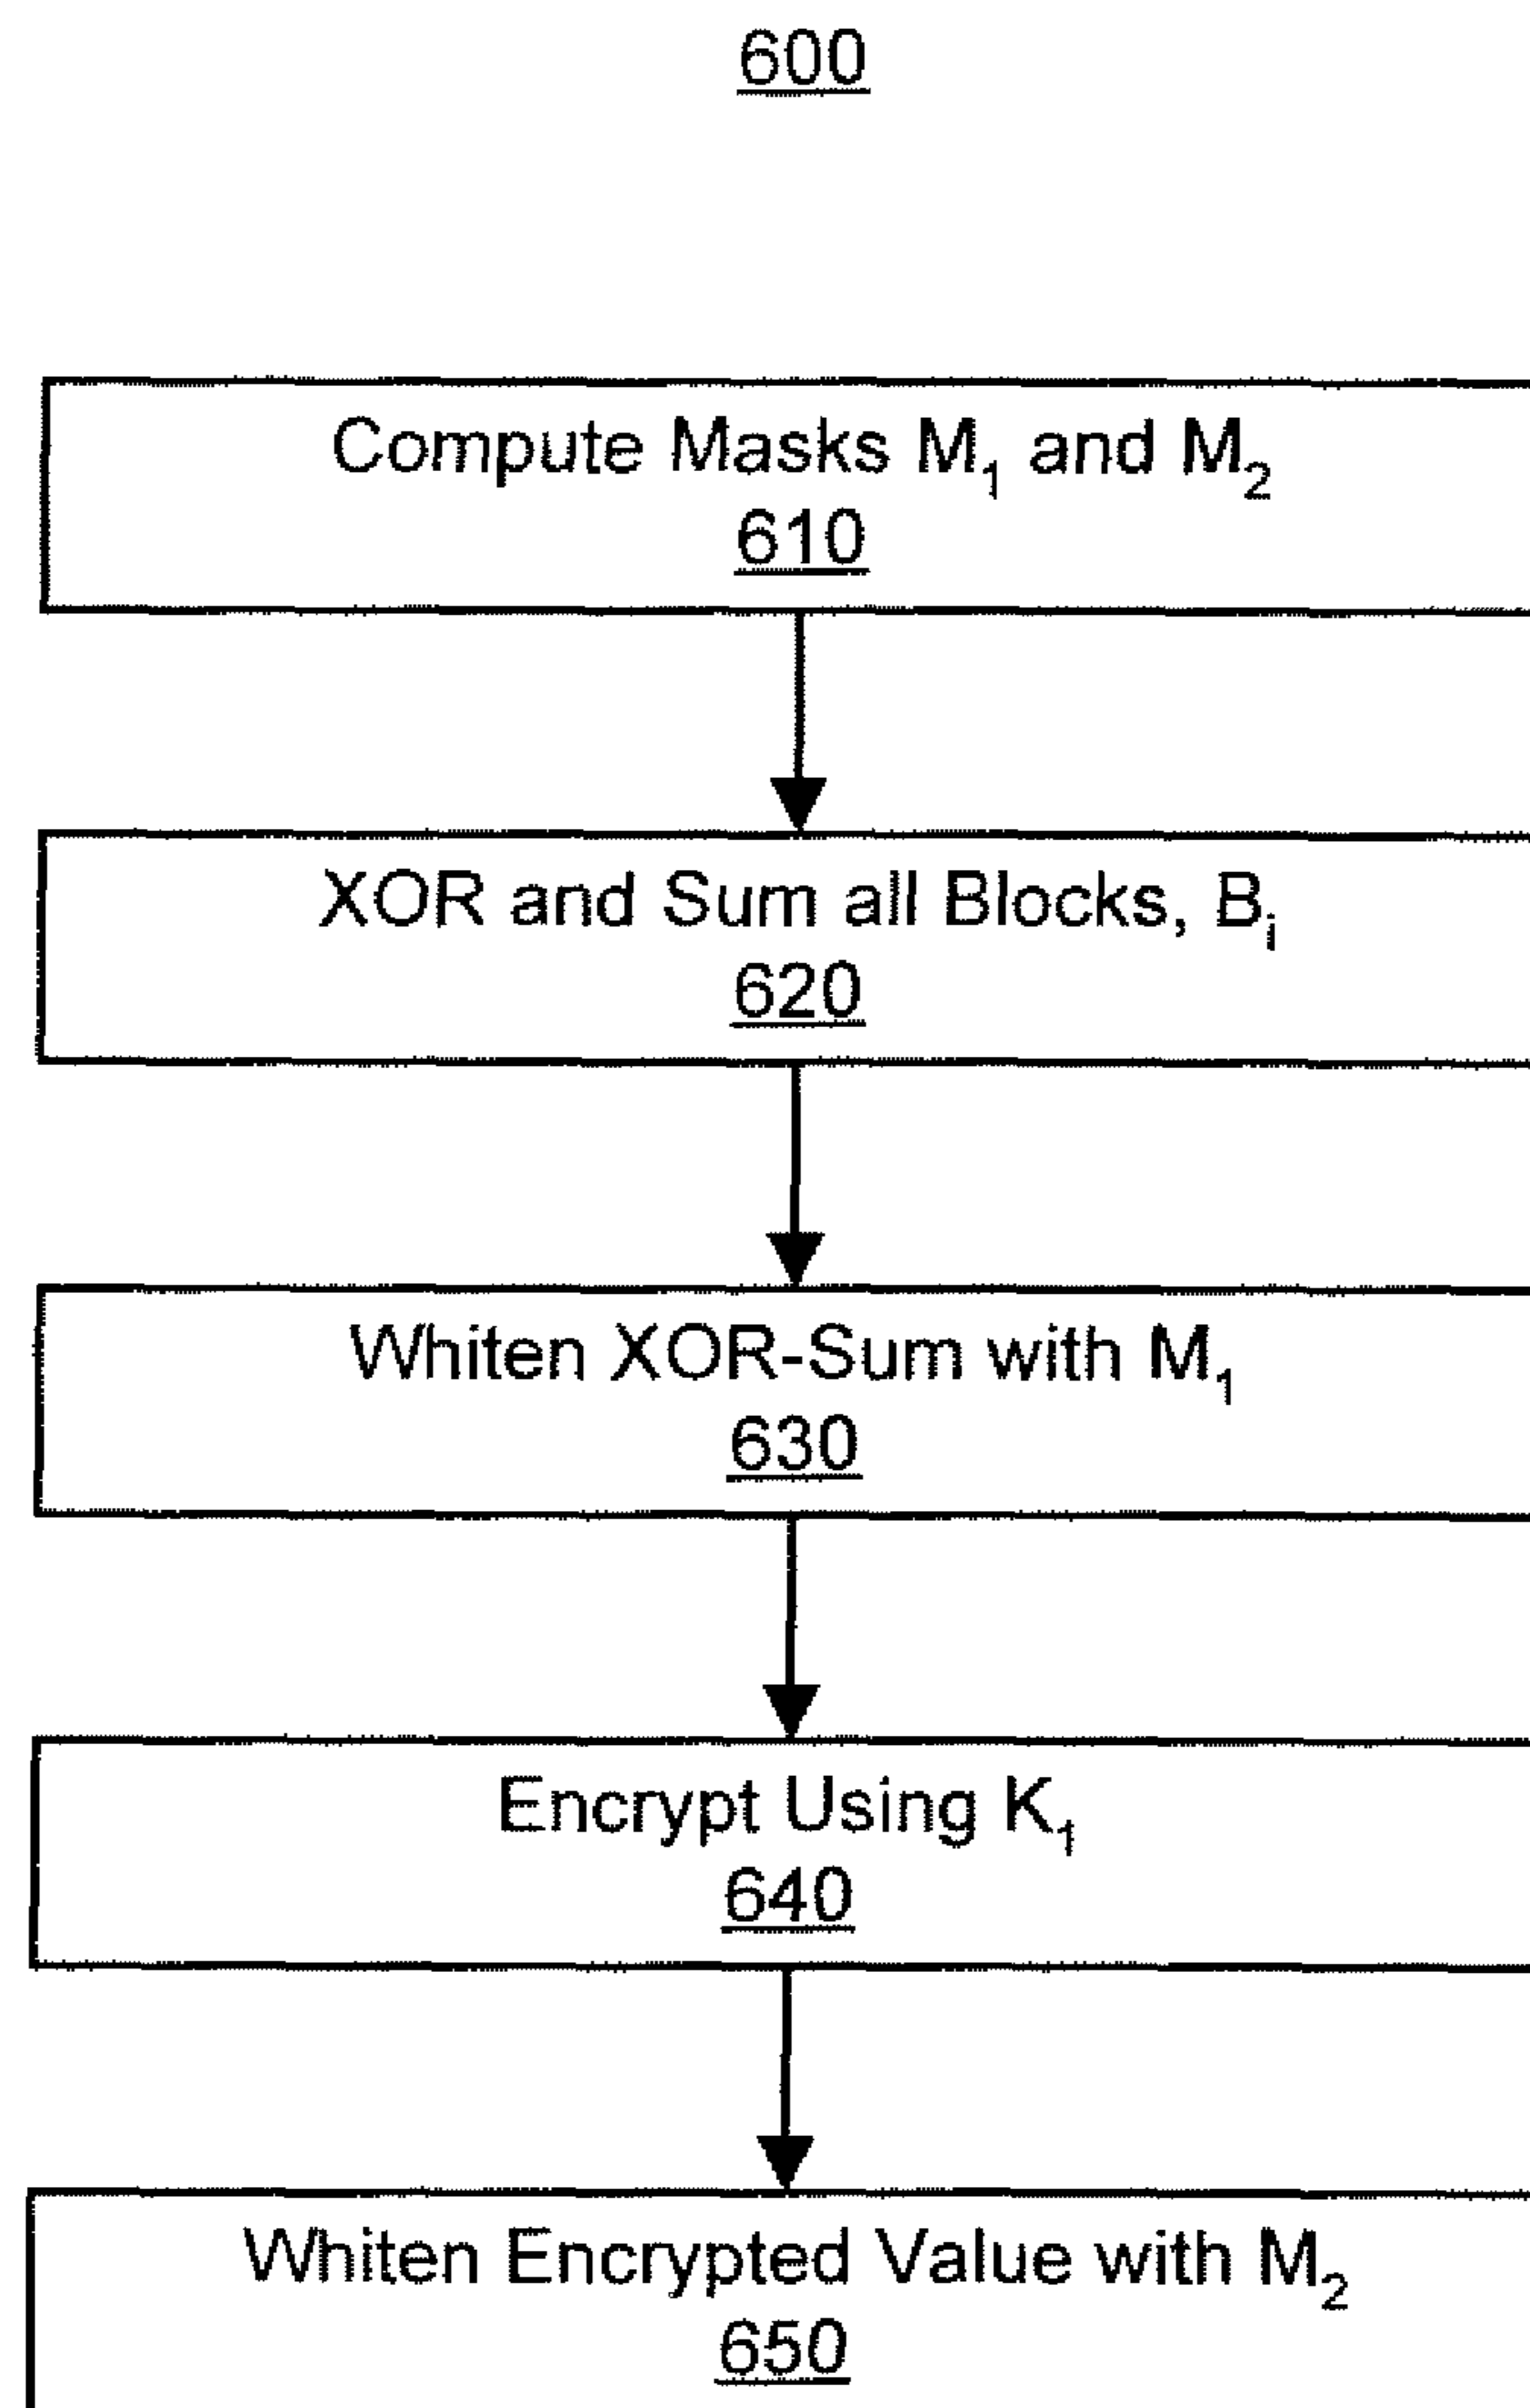 600
Compute Masks M₁ and M₂
610
XOR and Sum all Blocks, Bᵢ
620
Whiten XOR-Sum with M₁
630
Encrypt Using K₁
640
Whiten Encrypted Value with M₂
650